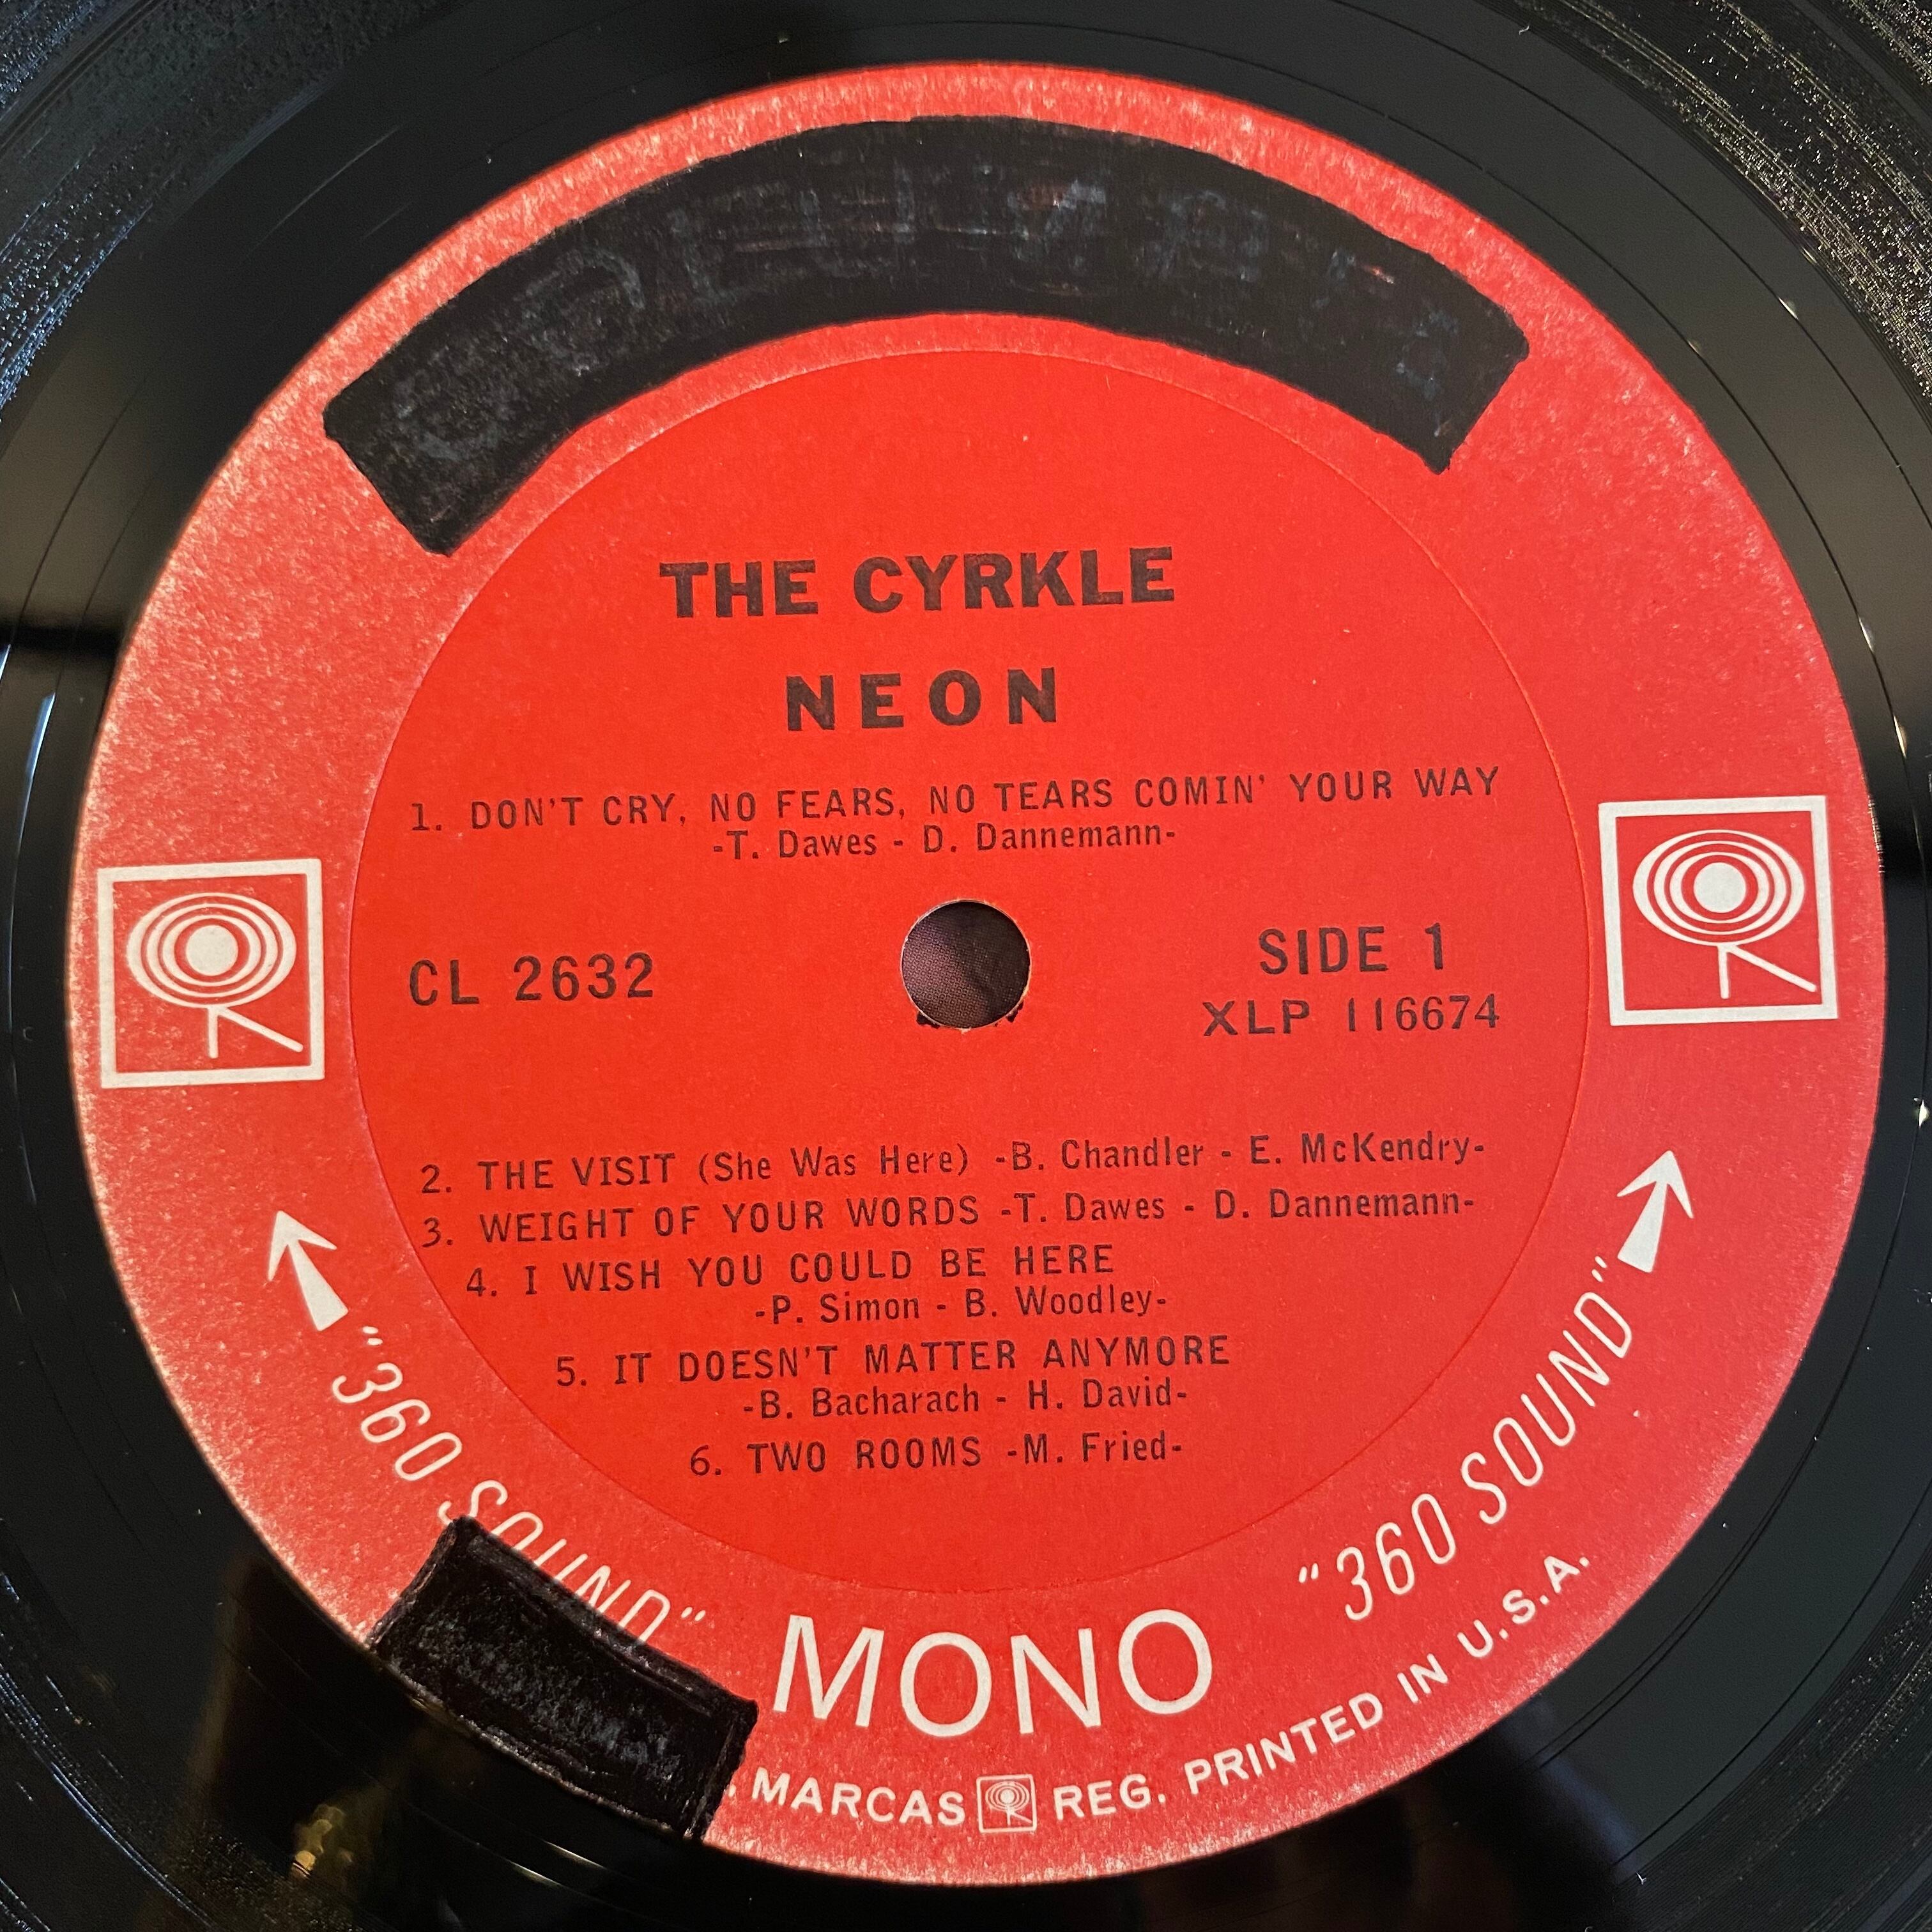 THE CYRKLE
NEON
1. DON'T CRY, NO FEARS, NO TEARS COMIN' YOUR WAY
-T. Dawes - D. Dannemann-
CL 2632
SIDE 1
XLP 116674
2. THE VISIT (She Was Here) -B. Chandler - E. McKendry-
3. WEIGHT OF YOUR WORDS -T. Dawes - D. Dannemann-
4. I WISH YOU COULD BE HERE
-P. Simon - B. Woodley-
5. IT DOESN'T MATTER ANYMORE
-B. Bacharach - H. David-
6. TWO ROOMS -M. Fried-
"360 SOUND" MONO "360 SOUND"
MARCAS REG. PRINTED IN U.S.A.